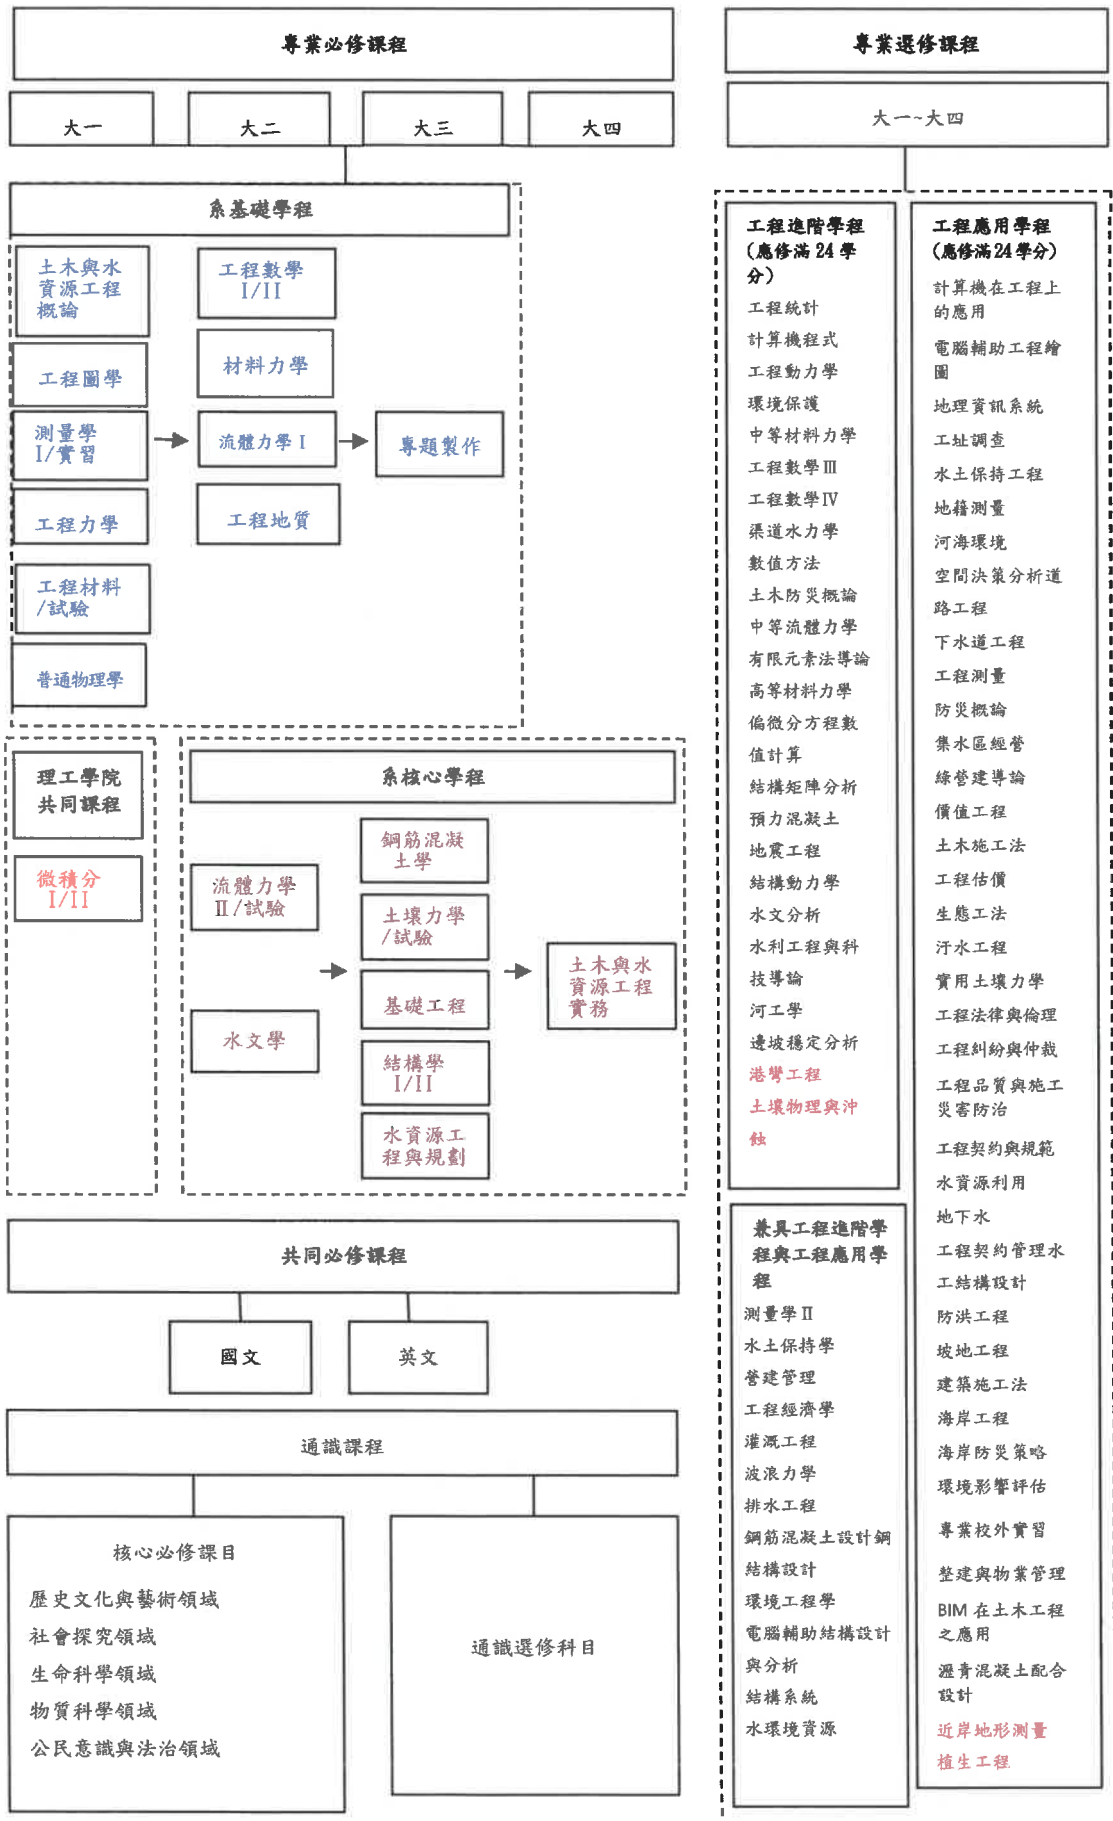 專業必修課程
大一
大二
大三
大四
系基礎學程
土木與水
資源工程
概論
工程圖學
測量學
I/實習
工程力學
工程材料
/試驗
普通物理學
工程數學
I/II
材料力學
流體力學 I
工程地質
專題製作
理工學院
共同課程
微積分
I/II
系核心學程
流體力學
II/試驗
水文學
鋼筋混凝
土學
土壤力學
/試驗
基礎工程
結構學
I/II
水資源工
程與規劃
土木與水
資源工程
實務
共同必修課程
國文
英文
通識課程
核心必修課目
歷史文化與藝術領域
社會探究領域
生命科學領域
物質科學領域
公民意識與法治領域
通識選修科目
專業選修課程
大一~大四
工程進階學程
(應修滿 24 學
分)
工程統計
計算機程式
工程動力學
環境保護
中等材料力學
工程數學Ⅲ
工程數學Ⅳ
渠道水力學
數值方法
土木防災概論
中等流體力學
有限元素法導論
高等材料力學
偏微分方程數
值計算
結構矩陣分析
預力混凝土
地震工程
結構動力學
水文分析
水利工程與科
技導論
河工學
邊坡穩定分析
港彎工程
土壤物理與沖
蝕
兼具工程進階學
程與工程應用學
程
測量學Ⅱ
水土保持學
營建管理
工程經濟學
灌溉工程
波浪力學
排水工程
鋼筋混凝土設計鋼
結構設計
環境工程學
電腦輔助結構設計
與分析
結構系統
水環境資源
工程應用學程
(應修滿 24 學分)
計算機在工程上
的應用
電腦輔助工程繪
圖
地理資訊系統
工址調查
水土保持工程
地籍測量
河海環境
空間決策分析道
路工程
下水道工程
工程測量
防災概論
集水區經營
綠營建導論
價值工程
土木施工法
工程估價
生態工法
汙水工程
實用土壤力學
工程法律與倫理
工程糾紛與仲裁
工程品質與施工
災害防治
工程契約與規範
水資源利用
地下水
工程契約管理水
工結構設計
防洪工程
坡地工程
建築施工法
海岸工程
海岸防災策略
環境影響評估
專業校外實習
整建與物業管理
BIM 在土木工程
之應用
瀝青混凝土配合
設計
近岸地形測量
植生工程